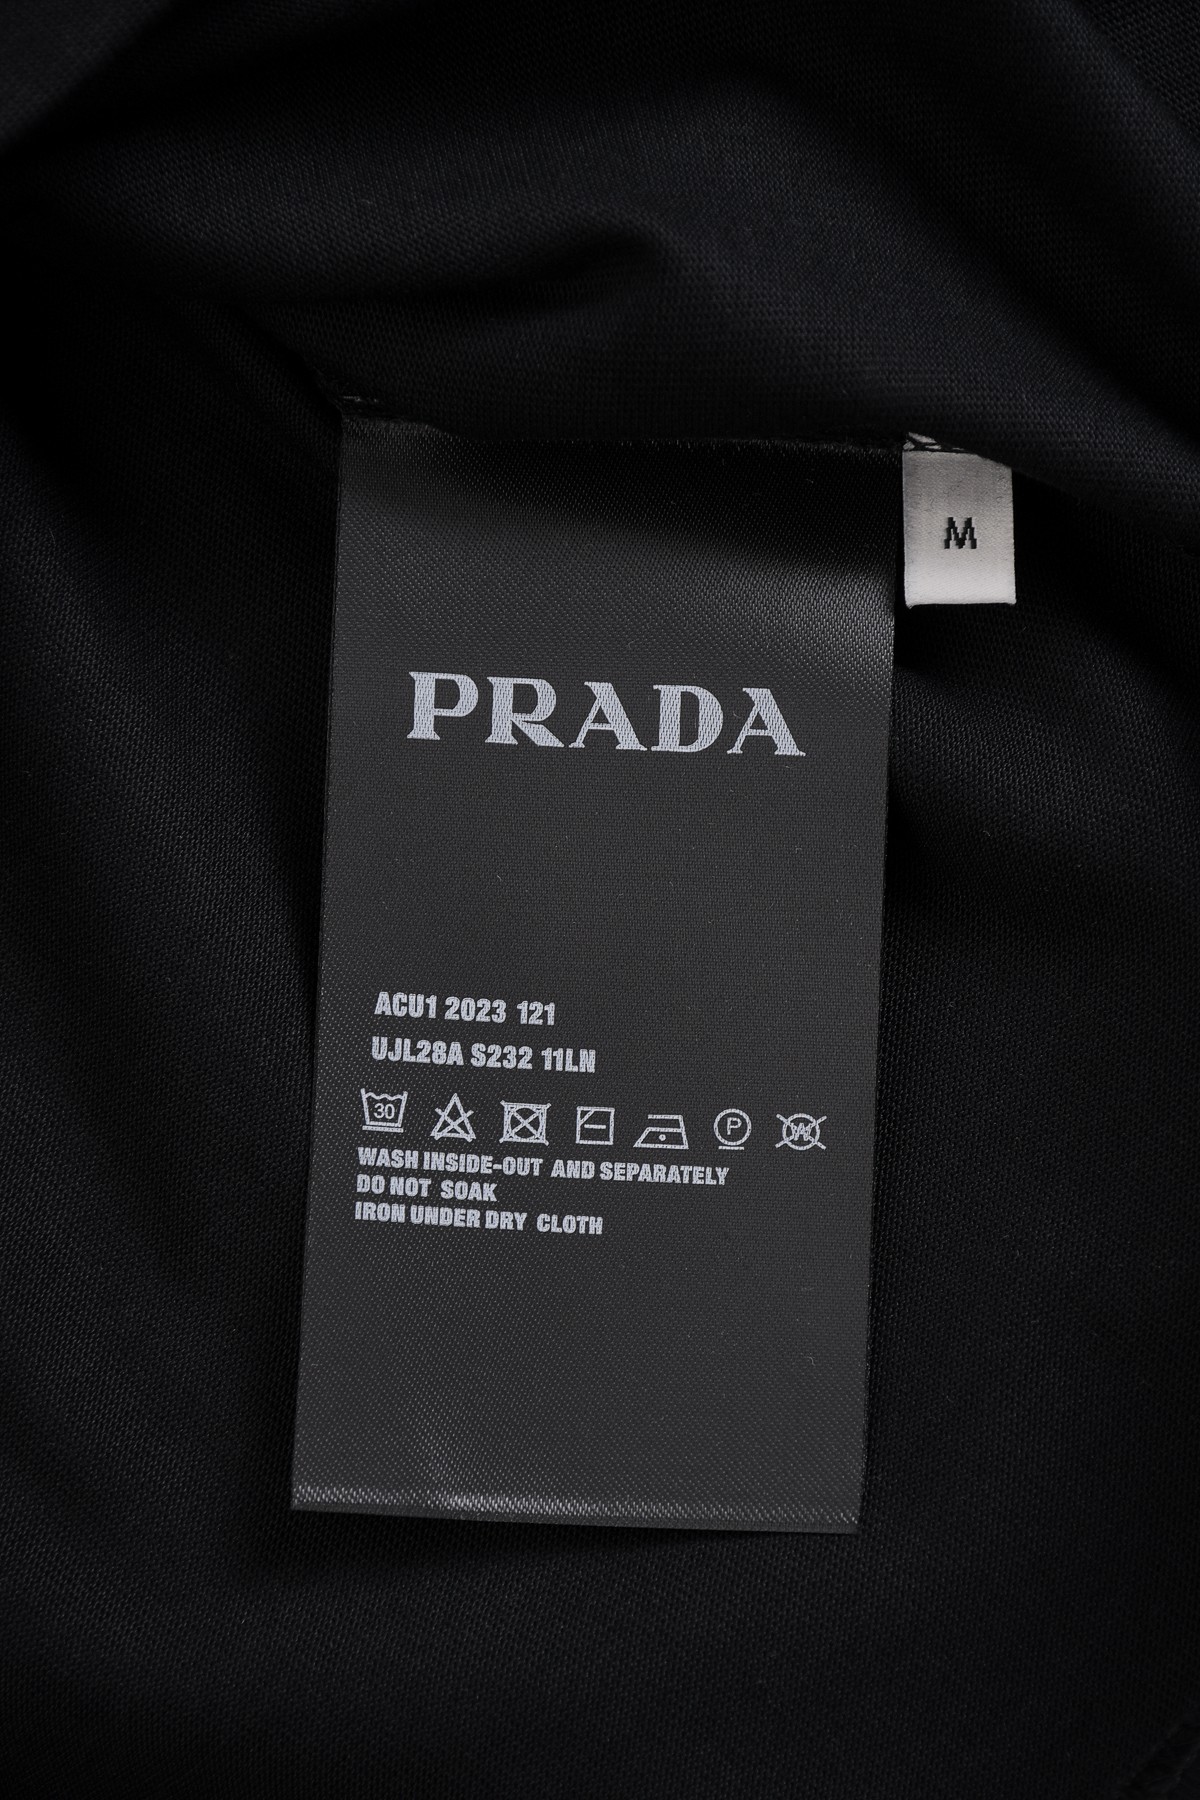 M
PRADA
ACU1 2023 121
UJL28A S232 11LN
30 P W
WASH INSIDE-OUT AND SEPARATELY
DO NOT SOAK
IRON UNDER DRY CLOTH